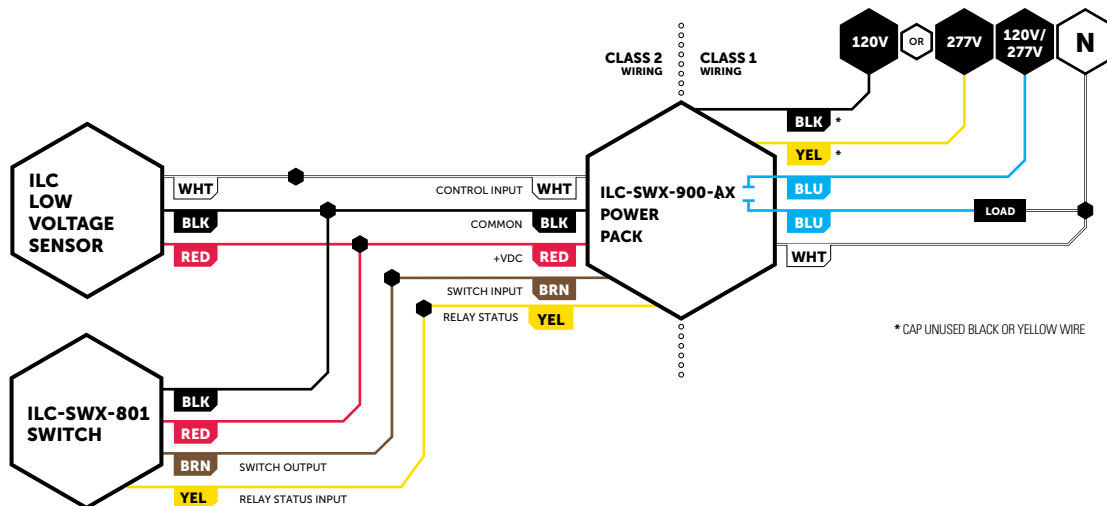 120V
OR
277V
120V/
277V
N
CLASS 2
WIRING
CLASS 1
WIRING
BLK *
YEL *
ILC
LOW
VOLTAGE
SENSOR
WHT
CONTROL INPUT
WHT
BLK
COMMON
BLK
RED
+VDC
RED
SWITCH INPUT
BRN
RELAY STATUS
YEL
ILC-SWX-900-AX
POWER
PACK
BLU
BLU
LOAD
WHT
* CAP UNUSED BLACK OR YELLOW WIRE
ILC-SWX-801
SWITCH
BLK
RED
BRN
SWITCH OUTPUT
YEL
RELAY STATUS INPUT